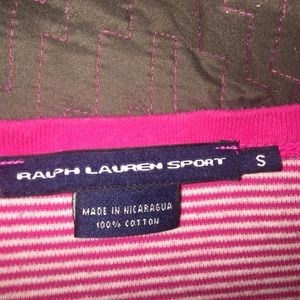 RALPH LAUREN SPORT S
MADE IN NICARAGUA
100% COTTON